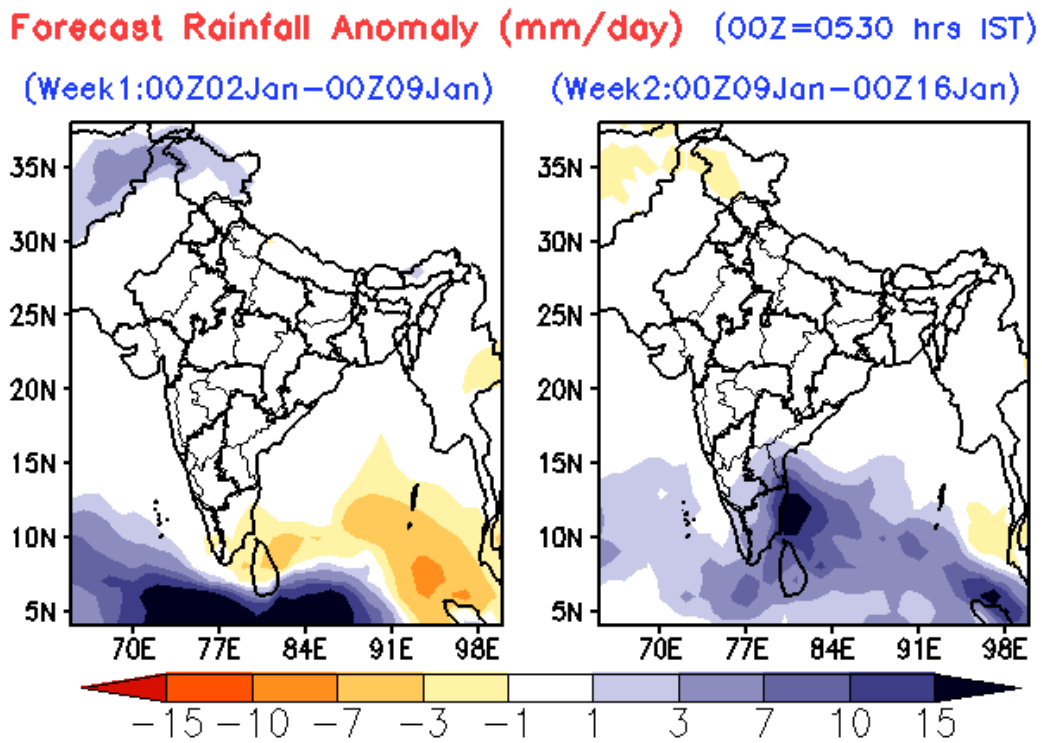 Forecast Rainfall Anomaly (mm/day) (00Z=0530 hrs IST)
(Week1:00Z02Jan−00Z09Jan) (Week2:00Z09Jan−00Z16Jan)
35N 35N
30N 30N
25N 25N
20N 20N
15N 15N
10N 10N
5N 5N
70E 77E 84E 91E 98E 70E 77E 84E 91E 98E
−15 −10 −7 −3 −1 1 3 7 10 15